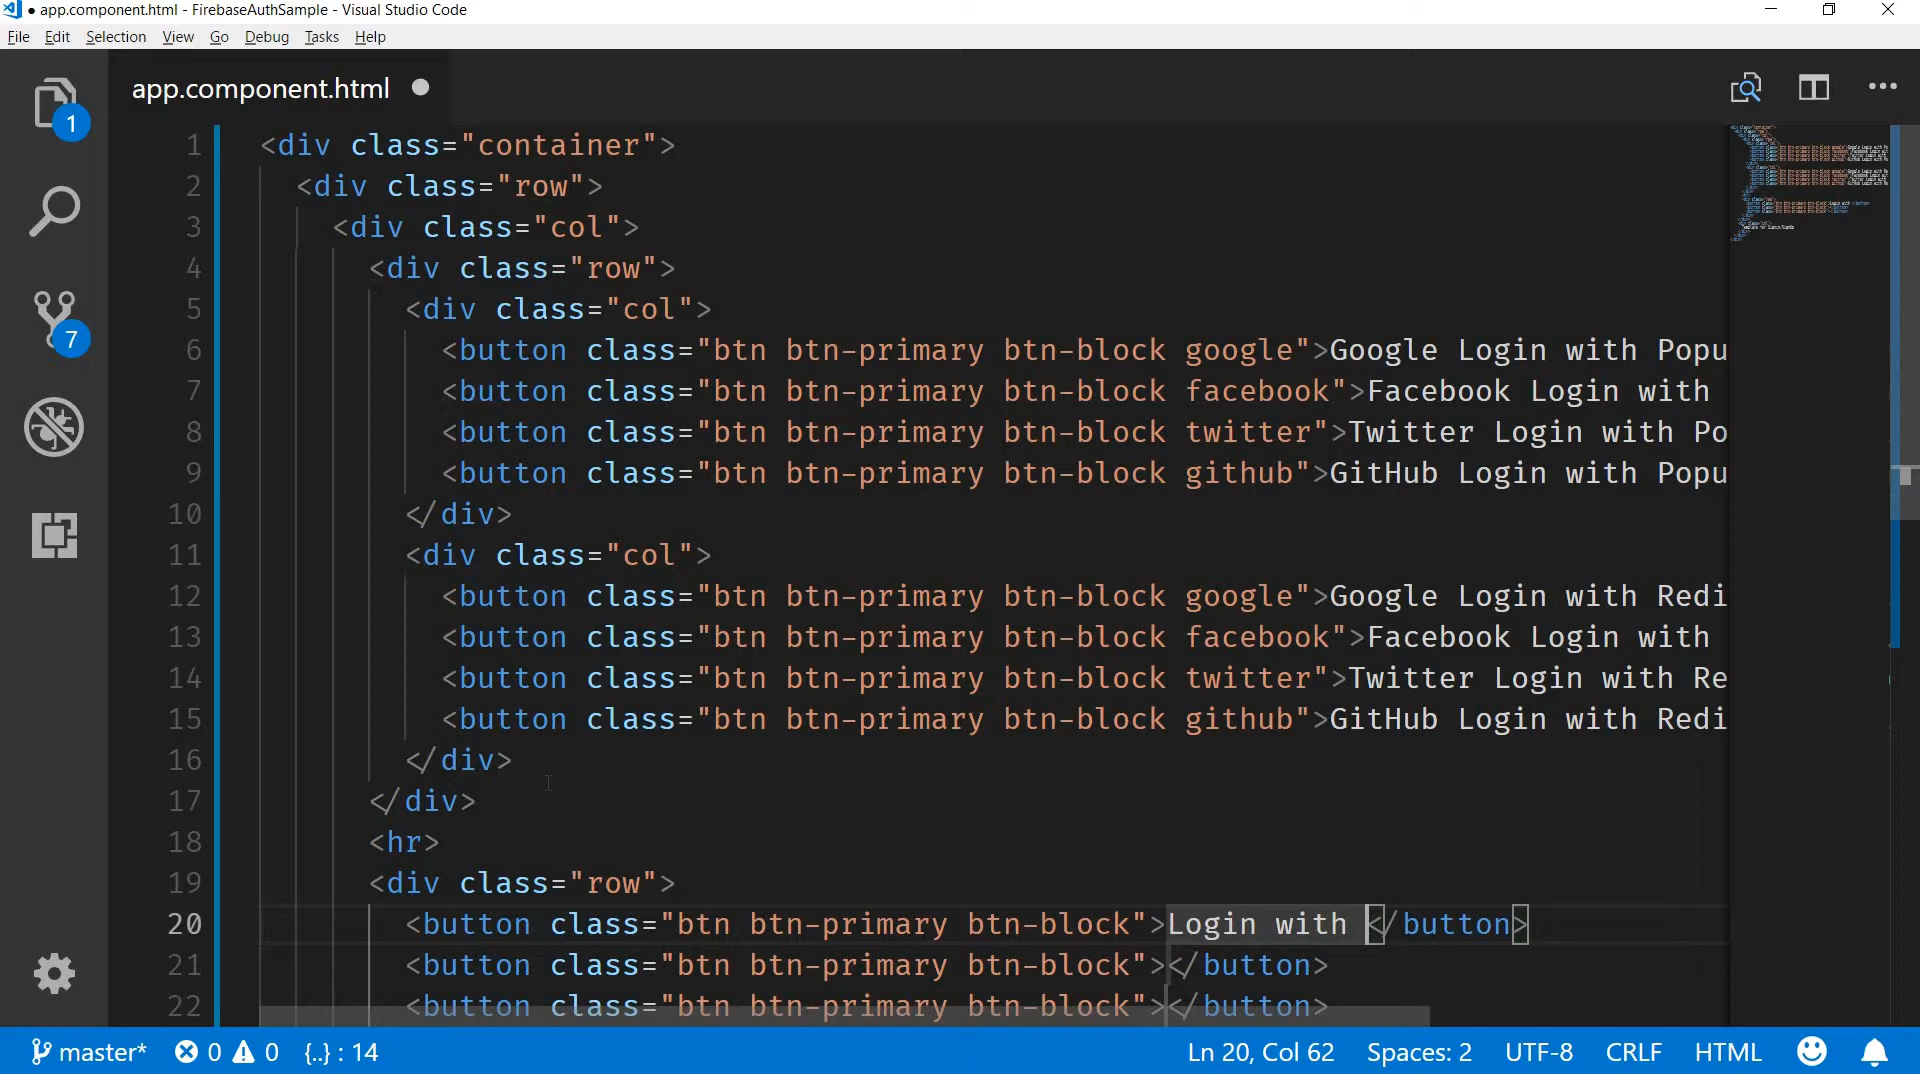 ● app.component.html - FirebaseAuthSample - Visual Studio Code
File Edit Selection View Go Debug Tasks Help
app.component.html ●
1 <div class="container">
2 <div class="row">
3 <div class="col">
4 <div class="row">
5 <div class="col">
6 <button class="btn btn-primary btn-block google">Google Login with Popu
7 <button class="btn btn-primary btn-block facebook">Facebook Login with
8 <button class="btn btn-primary btn-block twitter">Twitter Login with Po
9 <button class="btn btn-primary btn-block github">GitHub Login with Popu
10 </div>
11 <div class="col">
12 <button class="btn btn-primary btn-block google">Google Login with Redi
13 <button class="btn btn-primary btn-block facebook">Facebook Login with
14 <button class="btn btn-primary btn-block twitter">Twitter Login with Re
15 <button class="btn btn-primary btn-block github">GitHub Login with Redi
16 </div>
17 </div>
18 <hr>
19 <div class="row">
20 <button class="btn btn-primary btn-block">Login with </button>
21 <button class="btn btn-primary btn-block"></button>
22 <button class="btn btn-primary btn-block"></button>
1
7
master* 0 0 {..} : 14 Ln 20, Col 62 Spaces: 2 UTF-8 CRLF HTML